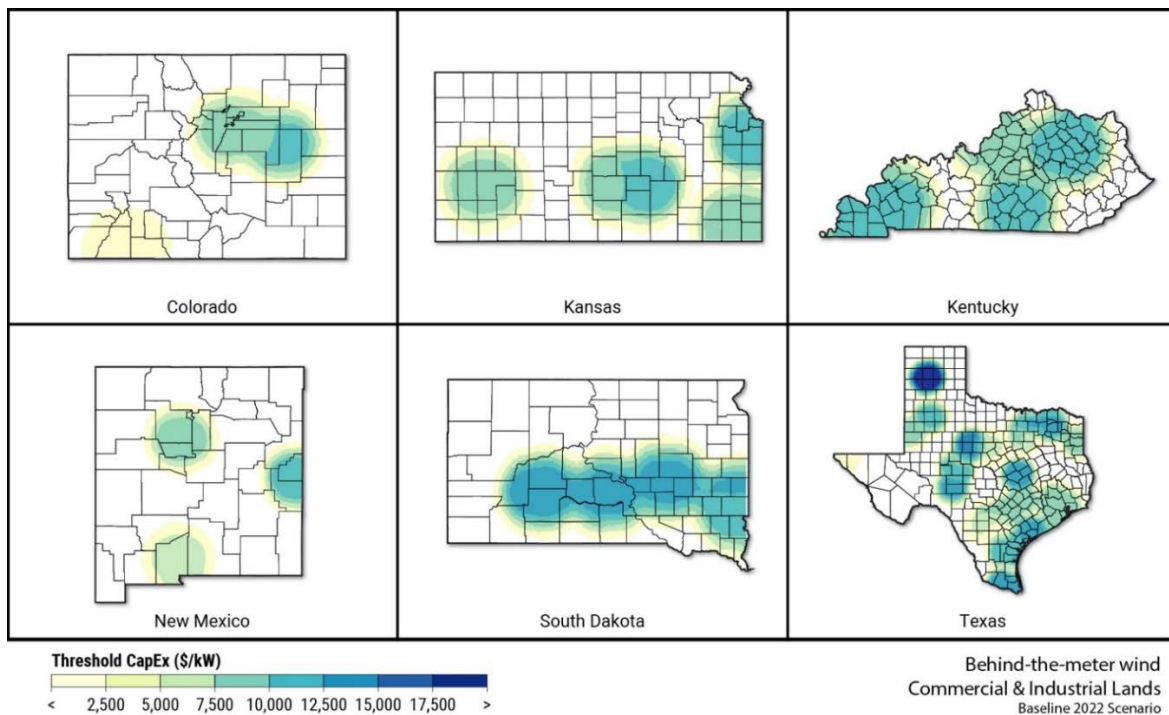 Colorado
Kansas
Kentucky
New Mexico
South Dakota
Texas
Threshold CapEx ($/kW)
< 2,500 5,000 7,500 10,000 12,500 15,000 17,500 >
Behind-the-meter wind
Commercial & Industrial Lands
Baseline 2022 Scenario